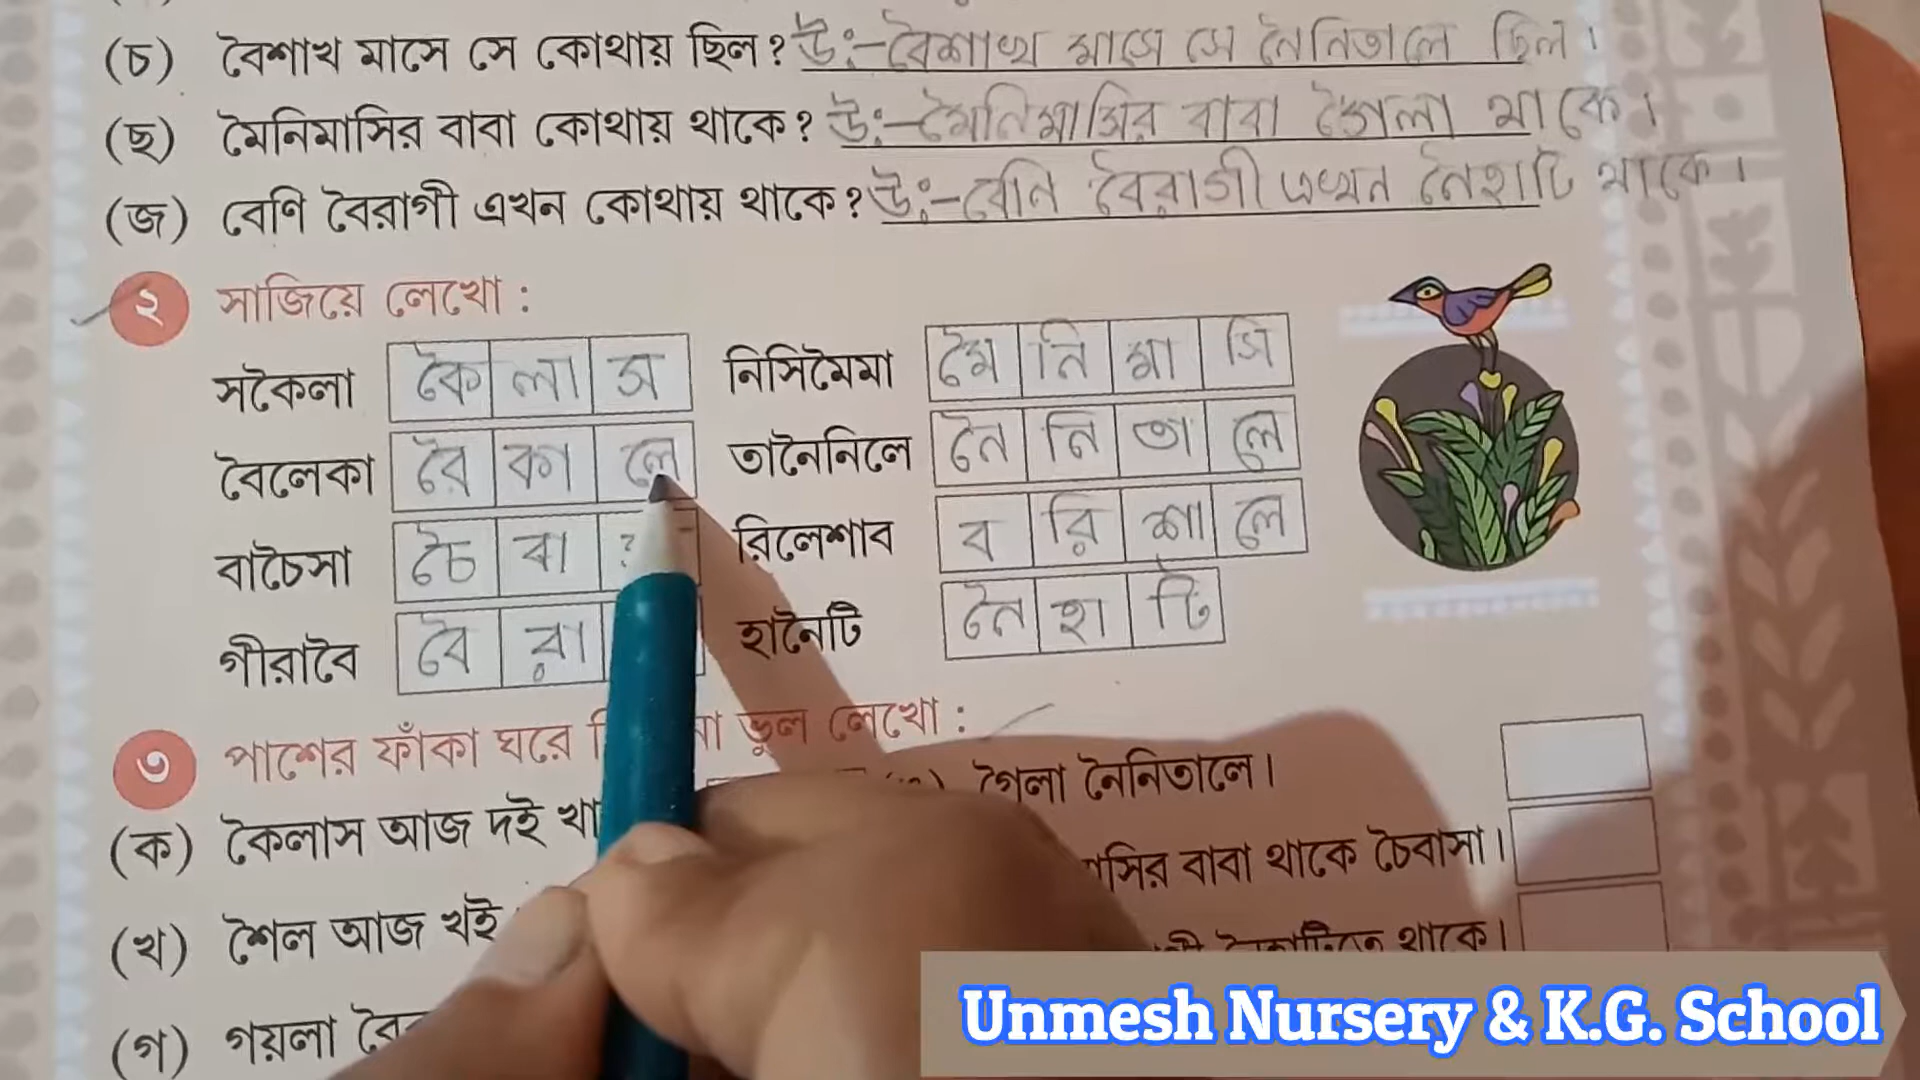 (চ) বৈশাখ মাসে সে কোথায় ছিল? উঃ-বৈশাখ মাসে সে নৈনিতালে ছিল।
(ছ) মৈনিমাসির বাবা কোথায় থাকে? উঃ-মৈনিমাসির বাবা গৈলা থাকে।
(জ) বেণি বৈরাগী এখন কোথায় থাকে? উঃ-বেনি বৈরাগী এখন নৈহাটি থাকে।
২ সাজিয়ে লেখো :
সকৈলা কৈ লা স নিসিমৈমা মৈ নি মা সি
বৈলেকা বৈ কা লে তানৈনিলে নৈ নি তা লে
বাচৈসা চৈ বা রিলেশাব ব রি শা লে
গীরাবৈ বৈ রা হানৈটি নৈ হা টি
৩ পাশের ফাঁকা ঘরে ভুল লেখো :
(ক) কৈলাস আজ দই গৈলা নৈনিতালে।
বাবা থাকে চৈবাসা।
(খ) শৈল আজ খই থাকে।
(গ) গয়লা
Unmesh Nursery & K.G. School